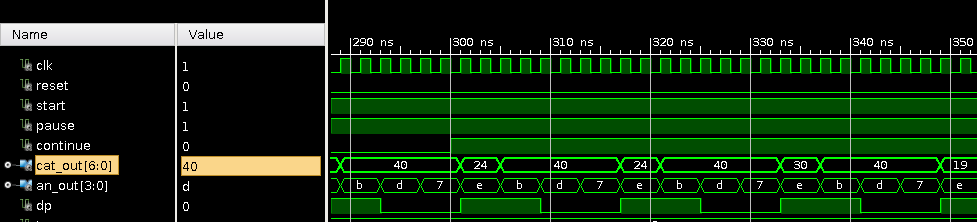 Name Value
290 ns 300 ns 310 ns 320 ns 330 ns 340 ns 350
clk 1
reset 0
start 1
pause 1
continue 0
cat_out[6:0] 40 40 24 40 24 40 30 40 19
an_out[3:0] d b d 7 e b d 7 e b d 7 e b d 7 e
dp 0